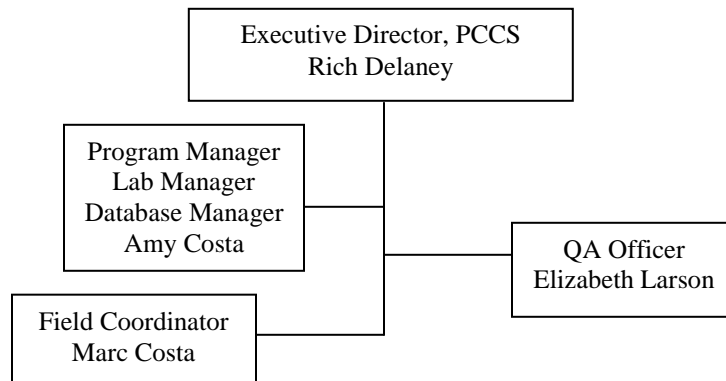 Executive Director, PCCS
Rich Delaney
Program Manager
Lab Manager
Database Manager
Amy Costa
QA Officer
Elizabeth Larson
Field Coordinator
Marc Costa